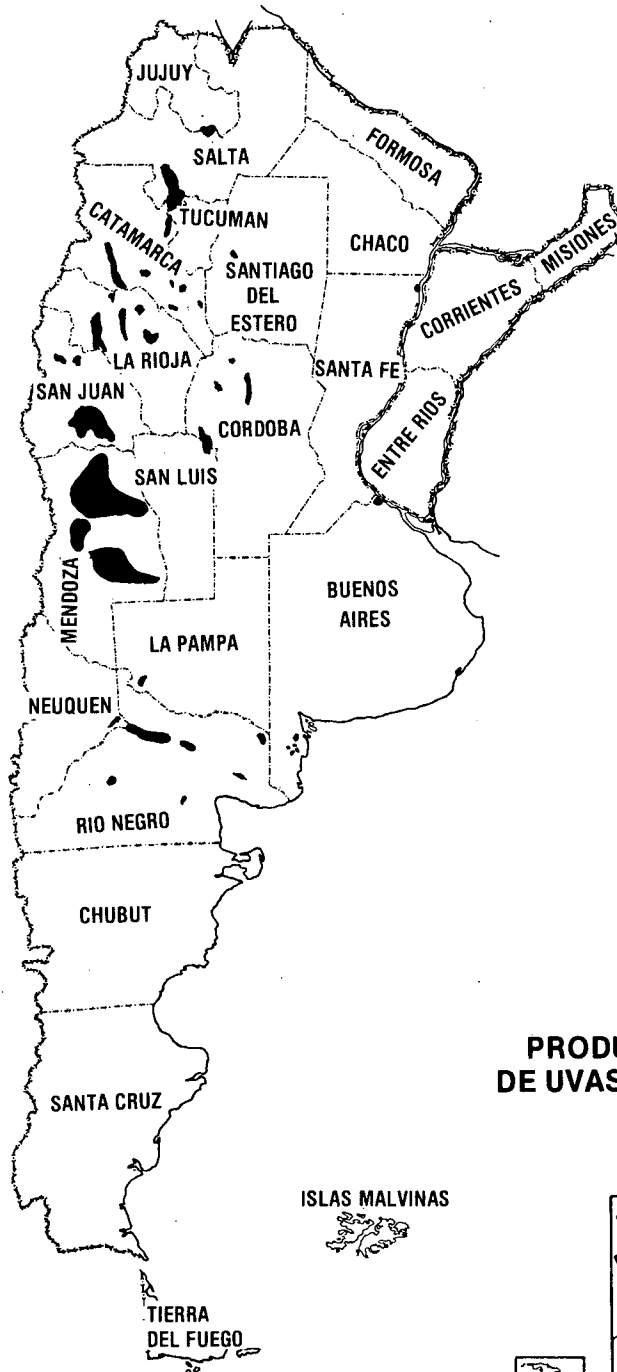 JUJUY
SALTA
FORMOSA
TUCUMAN
CATAMARCA
CHACO
MISIONES
SANTIAGO
DEL
ESTERO
CORRIENTES
LA RIOJA
SANTA FE
SAN JUAN
CORDOBA
ENTRE RIOS
SAN LUIS
MENDOZA
BUENOS
AIRES
LA PAMPA
NEUQUEN
RIO NEGRO
CHUBUT
SANTA CRUZ
DE UVAS
ISLAS MALVINAS
TIERRA
DEL FUEGO